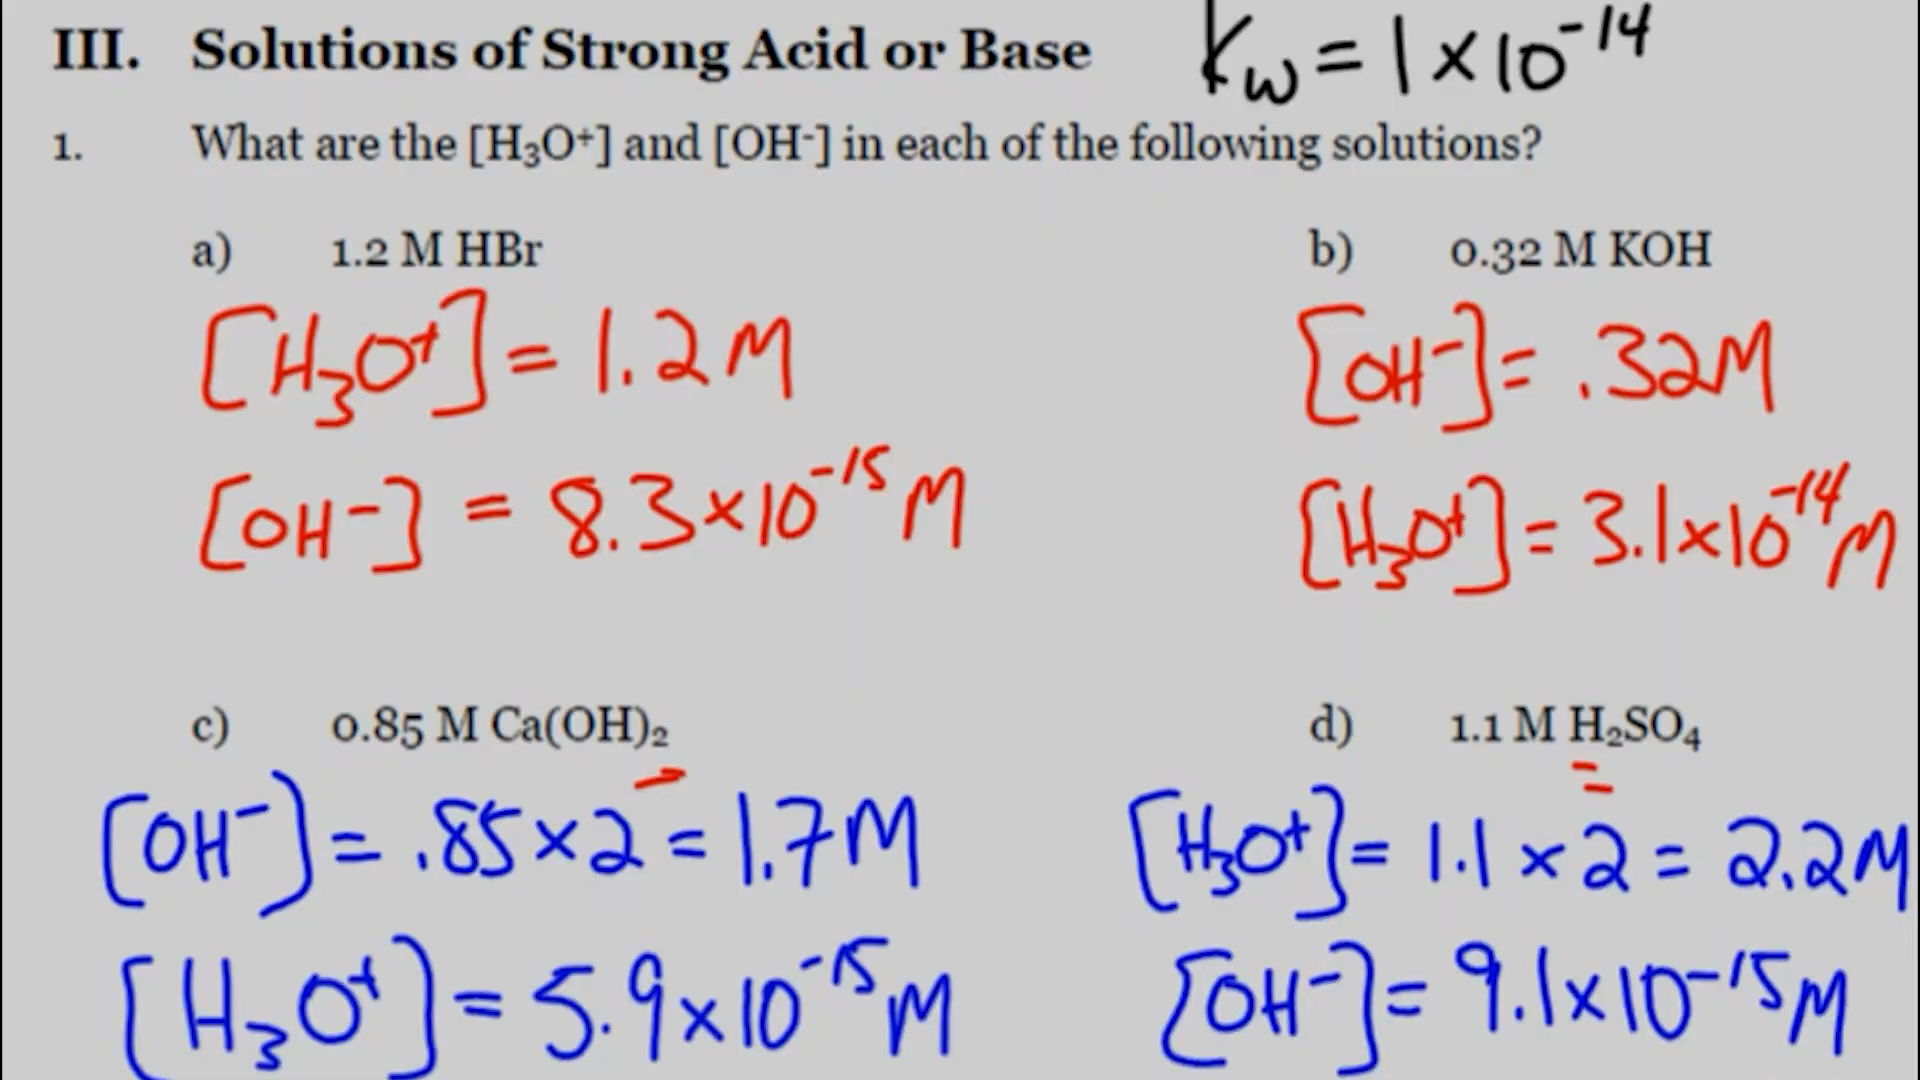 III. Solutions of Strong Acid or Base Kw = 1 x 10⁻¹⁴
1. What are the [H₃O⁺] and [OH⁻] in each of the following solutions?
a) 1.2 M HBr b) 0.32 M KOH
[H₃O⁺] = 1.2 M [OH⁻] = .32M
[OH⁻] = 8.3 x 10⁻¹⁵ M [H₃O⁺] = 3.1 x 10⁻¹⁴ M
c) 0.85 M Ca(OH)₂ d) 1.1 M H₂SO₄
[OH⁻] = .85 x 2 = 1.7 M [H₃O⁺] = 1.1 x 2 = 2.2 M
[H₃O⁺] = 5.9 x 10⁻¹⁵ M [OH⁻] = 9.1 x 10⁻¹⁵ M